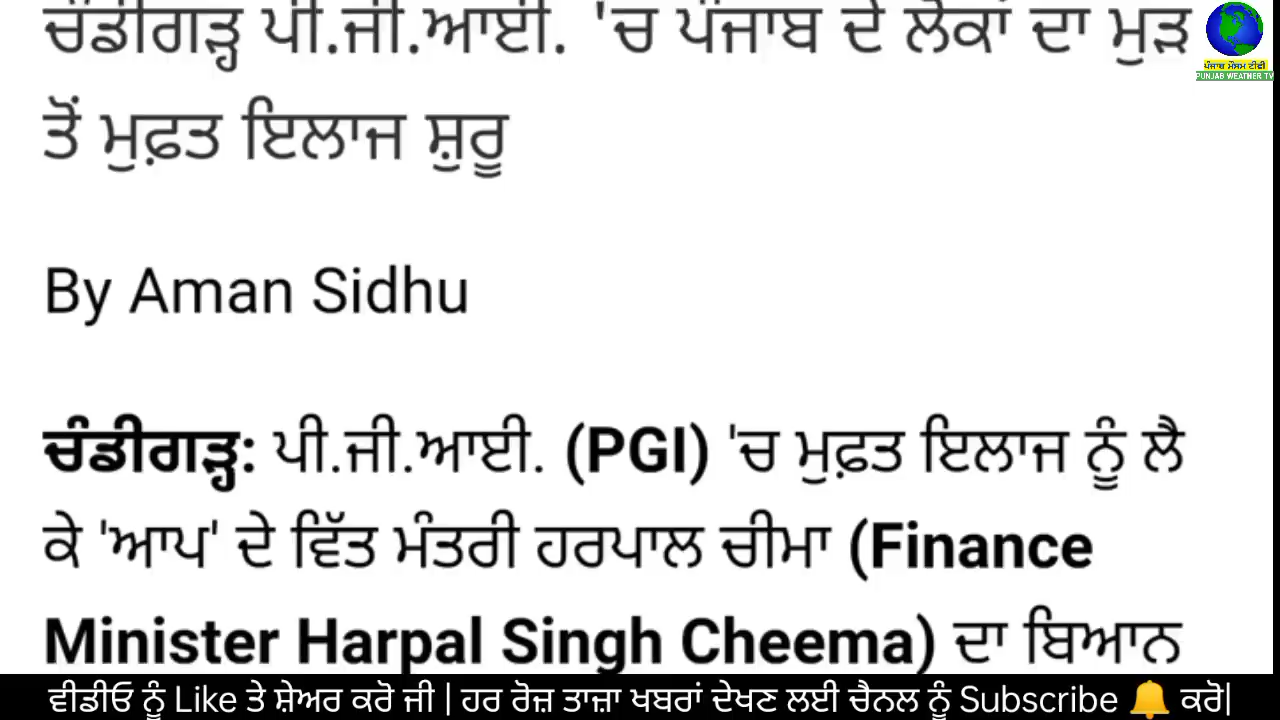 ਚੰਡੀਗੜ੍ਹ ਪੀ.ਜੀ.ਆਈ. 'ਚ ਪੰਜਾਬ ਦੇ ਲੋਕਾਂ ਦਾ ਮੁੜ
ਤੋਂ ਮੁਫ਼ਤ ਇਲਾਜ ਸ਼ੁਰੂ
ਪੰਜਾਬ ਮੌਸਮ ਟੀਵੀ
PUNJAB WEATHER TV
By Aman Sidhu
ਚੰਡੀਗੜ੍ਹ: ਪੀ.ਜੀ.ਆਈ. (PGI) 'ਚ ਮੁਫ਼ਤ ਇਲਾਜ ਨੂੰ ਲੈ
ਕੇ 'ਆਪ' ਦੇ ਵਿੱਤ ਮੰਤਰੀ ਹਰਪਾਲ ਚੀਮਾ (Finance
Minister Harpal Singh Cheema) ਦਾ ਬਿਆਨ
ਵੀਡੀਓ ਨੂੰ Like ਤੇ ਸ਼ੇਅਰ ਕਰੋ ਜੀ | ਹਰ ਰੋਜ਼ ਤਾਜ਼ਾ ਖਬਰਾਂ ਦੇਖਣ ਲਈ ਚੈਨਲ ਨੂੰ Subscribe 🔔 ਕਰੋ|